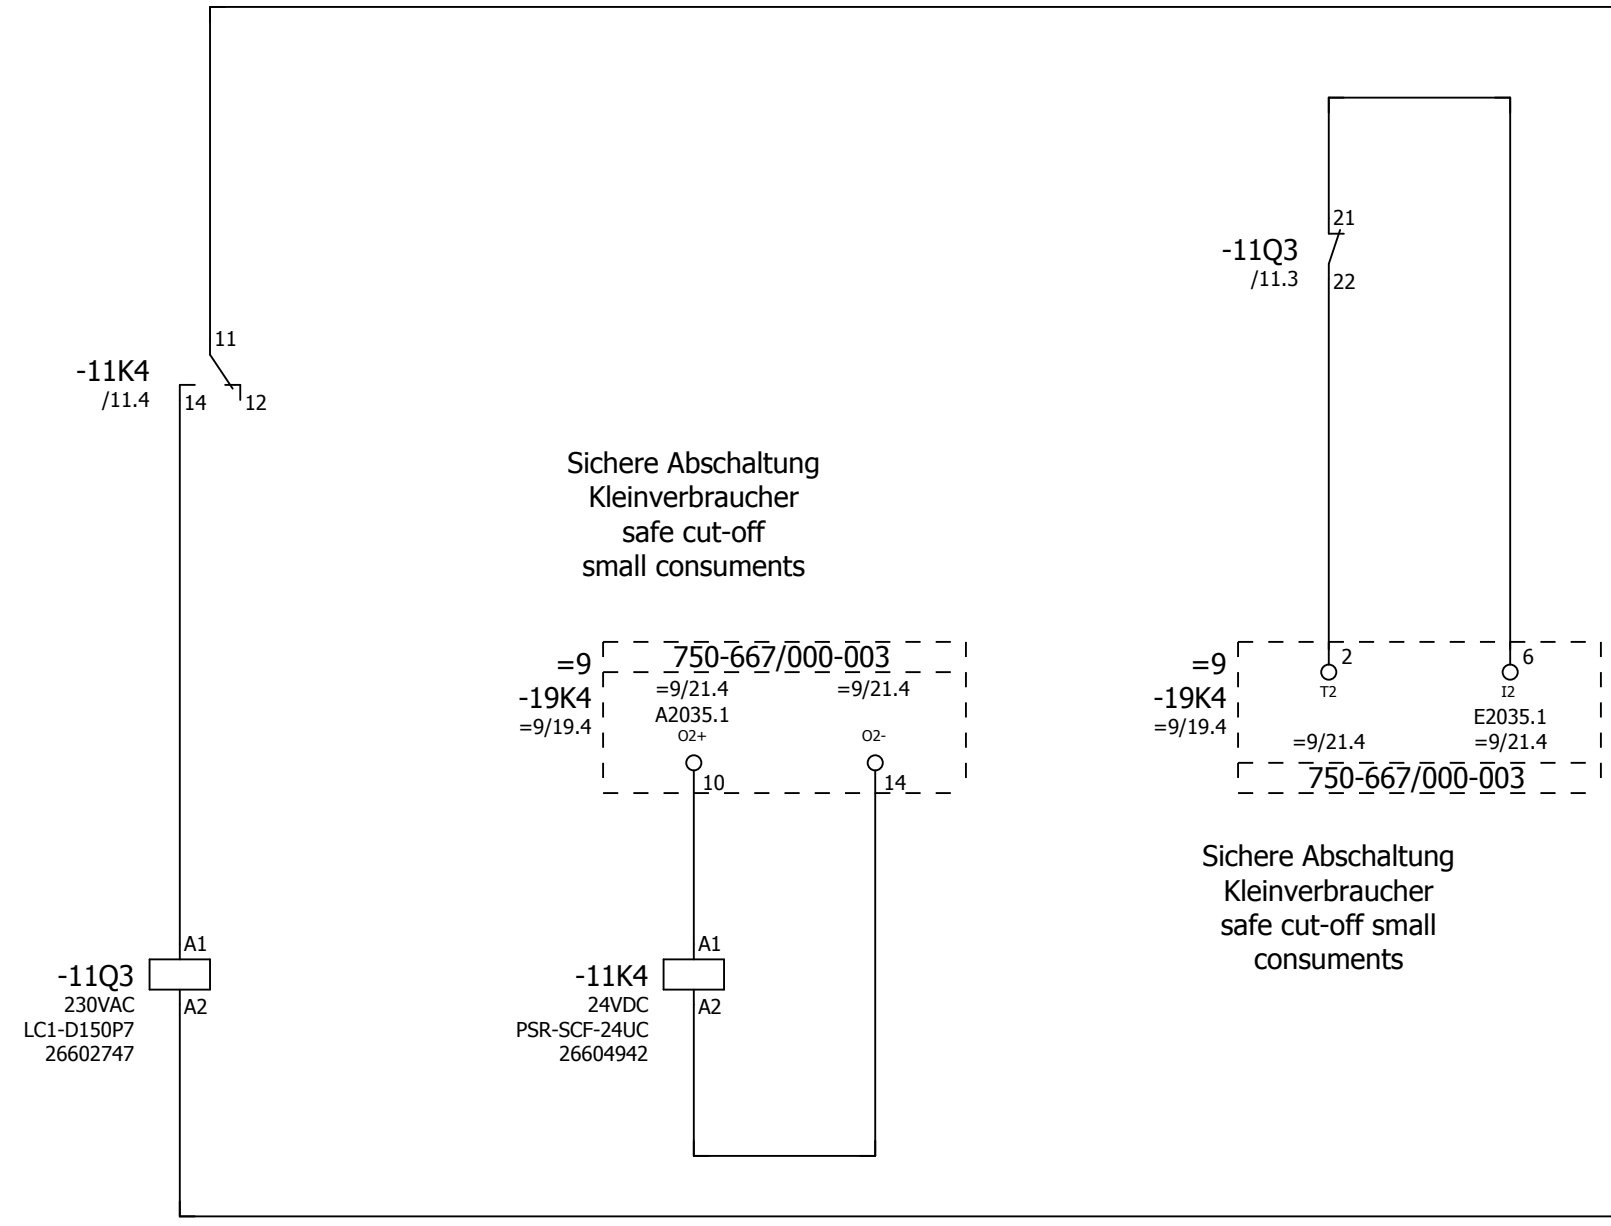 11
-11K4
/11.4
14
12
Sichere Abschaltung
Kleinverbraucher
safe cut-off
small consuments
=9
-19K4
=9/19.4
750-667/000-003
=9/21.4
=9/21.4
A2035.1
O2+
O2-
10
14
-11Q3
230VAC
LC1-D150P7
26602747
A1
A2
-11K4
24VDC
PSR-SCF-24UC
26604942
A1
A2
-11Q3
/11.3
21
22
=9
-19K4
=9/19.4
2
6
T2
I2
E2035.1
=9/21.4
=9/21.4
750-667/000-003
Sichere Abschaltung
Kleinverbraucher
safe cut-off small
consuments